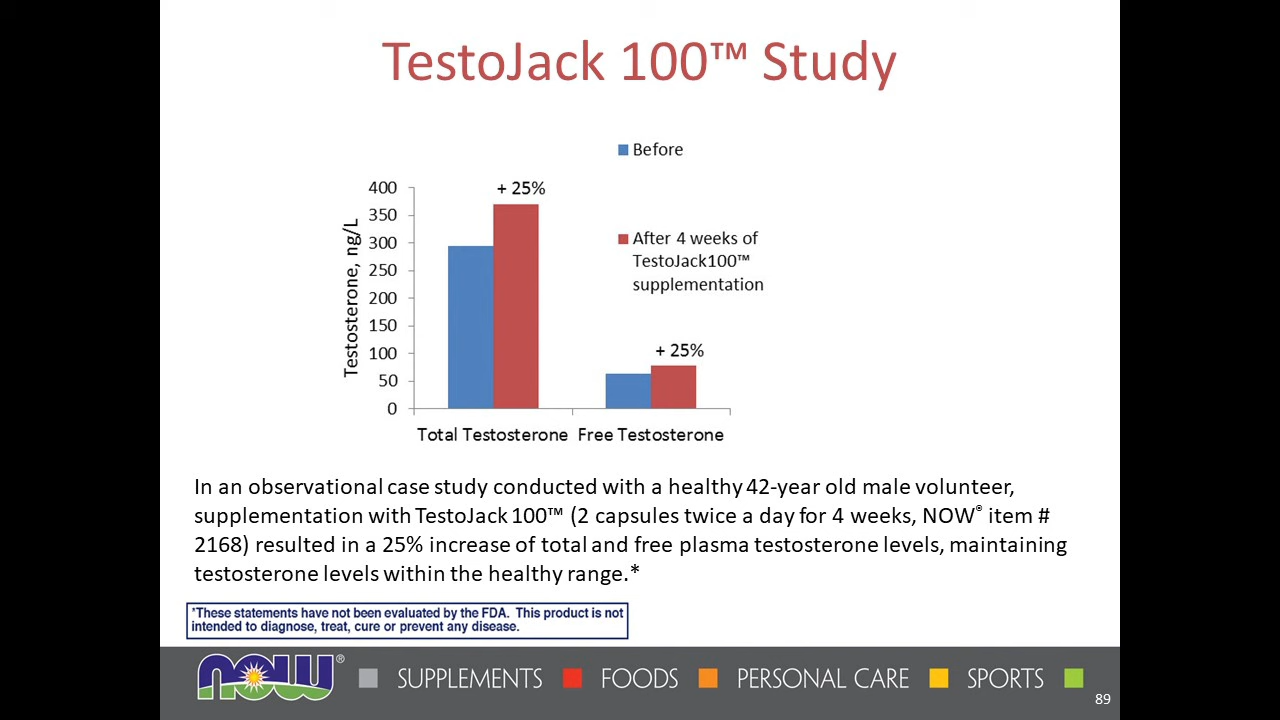 TestoJack 100™ Study
Before
After 4 weeks of
TestoJack100™
supplementation
Testosterone, ng/L
400
350
300
250
200
150
100
50
0
+ 25%
+ 25%
Total Testosterone
Free Testosterone
In an observational case study conducted with a healthy 42-year old male volunteer,
supplementation with TestoJack 100™ (2 capsules twice a day for 4 weeks, NOW® item #
2168) resulted in a 25% increase of total and free plasma testosterone levels, maintaining
testosterone levels within the healthy range.*
*These statements have not been evaluated by the FDA. This product is not
intended to diagnose, treat, cure or prevent any disease.
now® SUPPLEMENTS FOODS PERSONAL CARE SPORTS
89